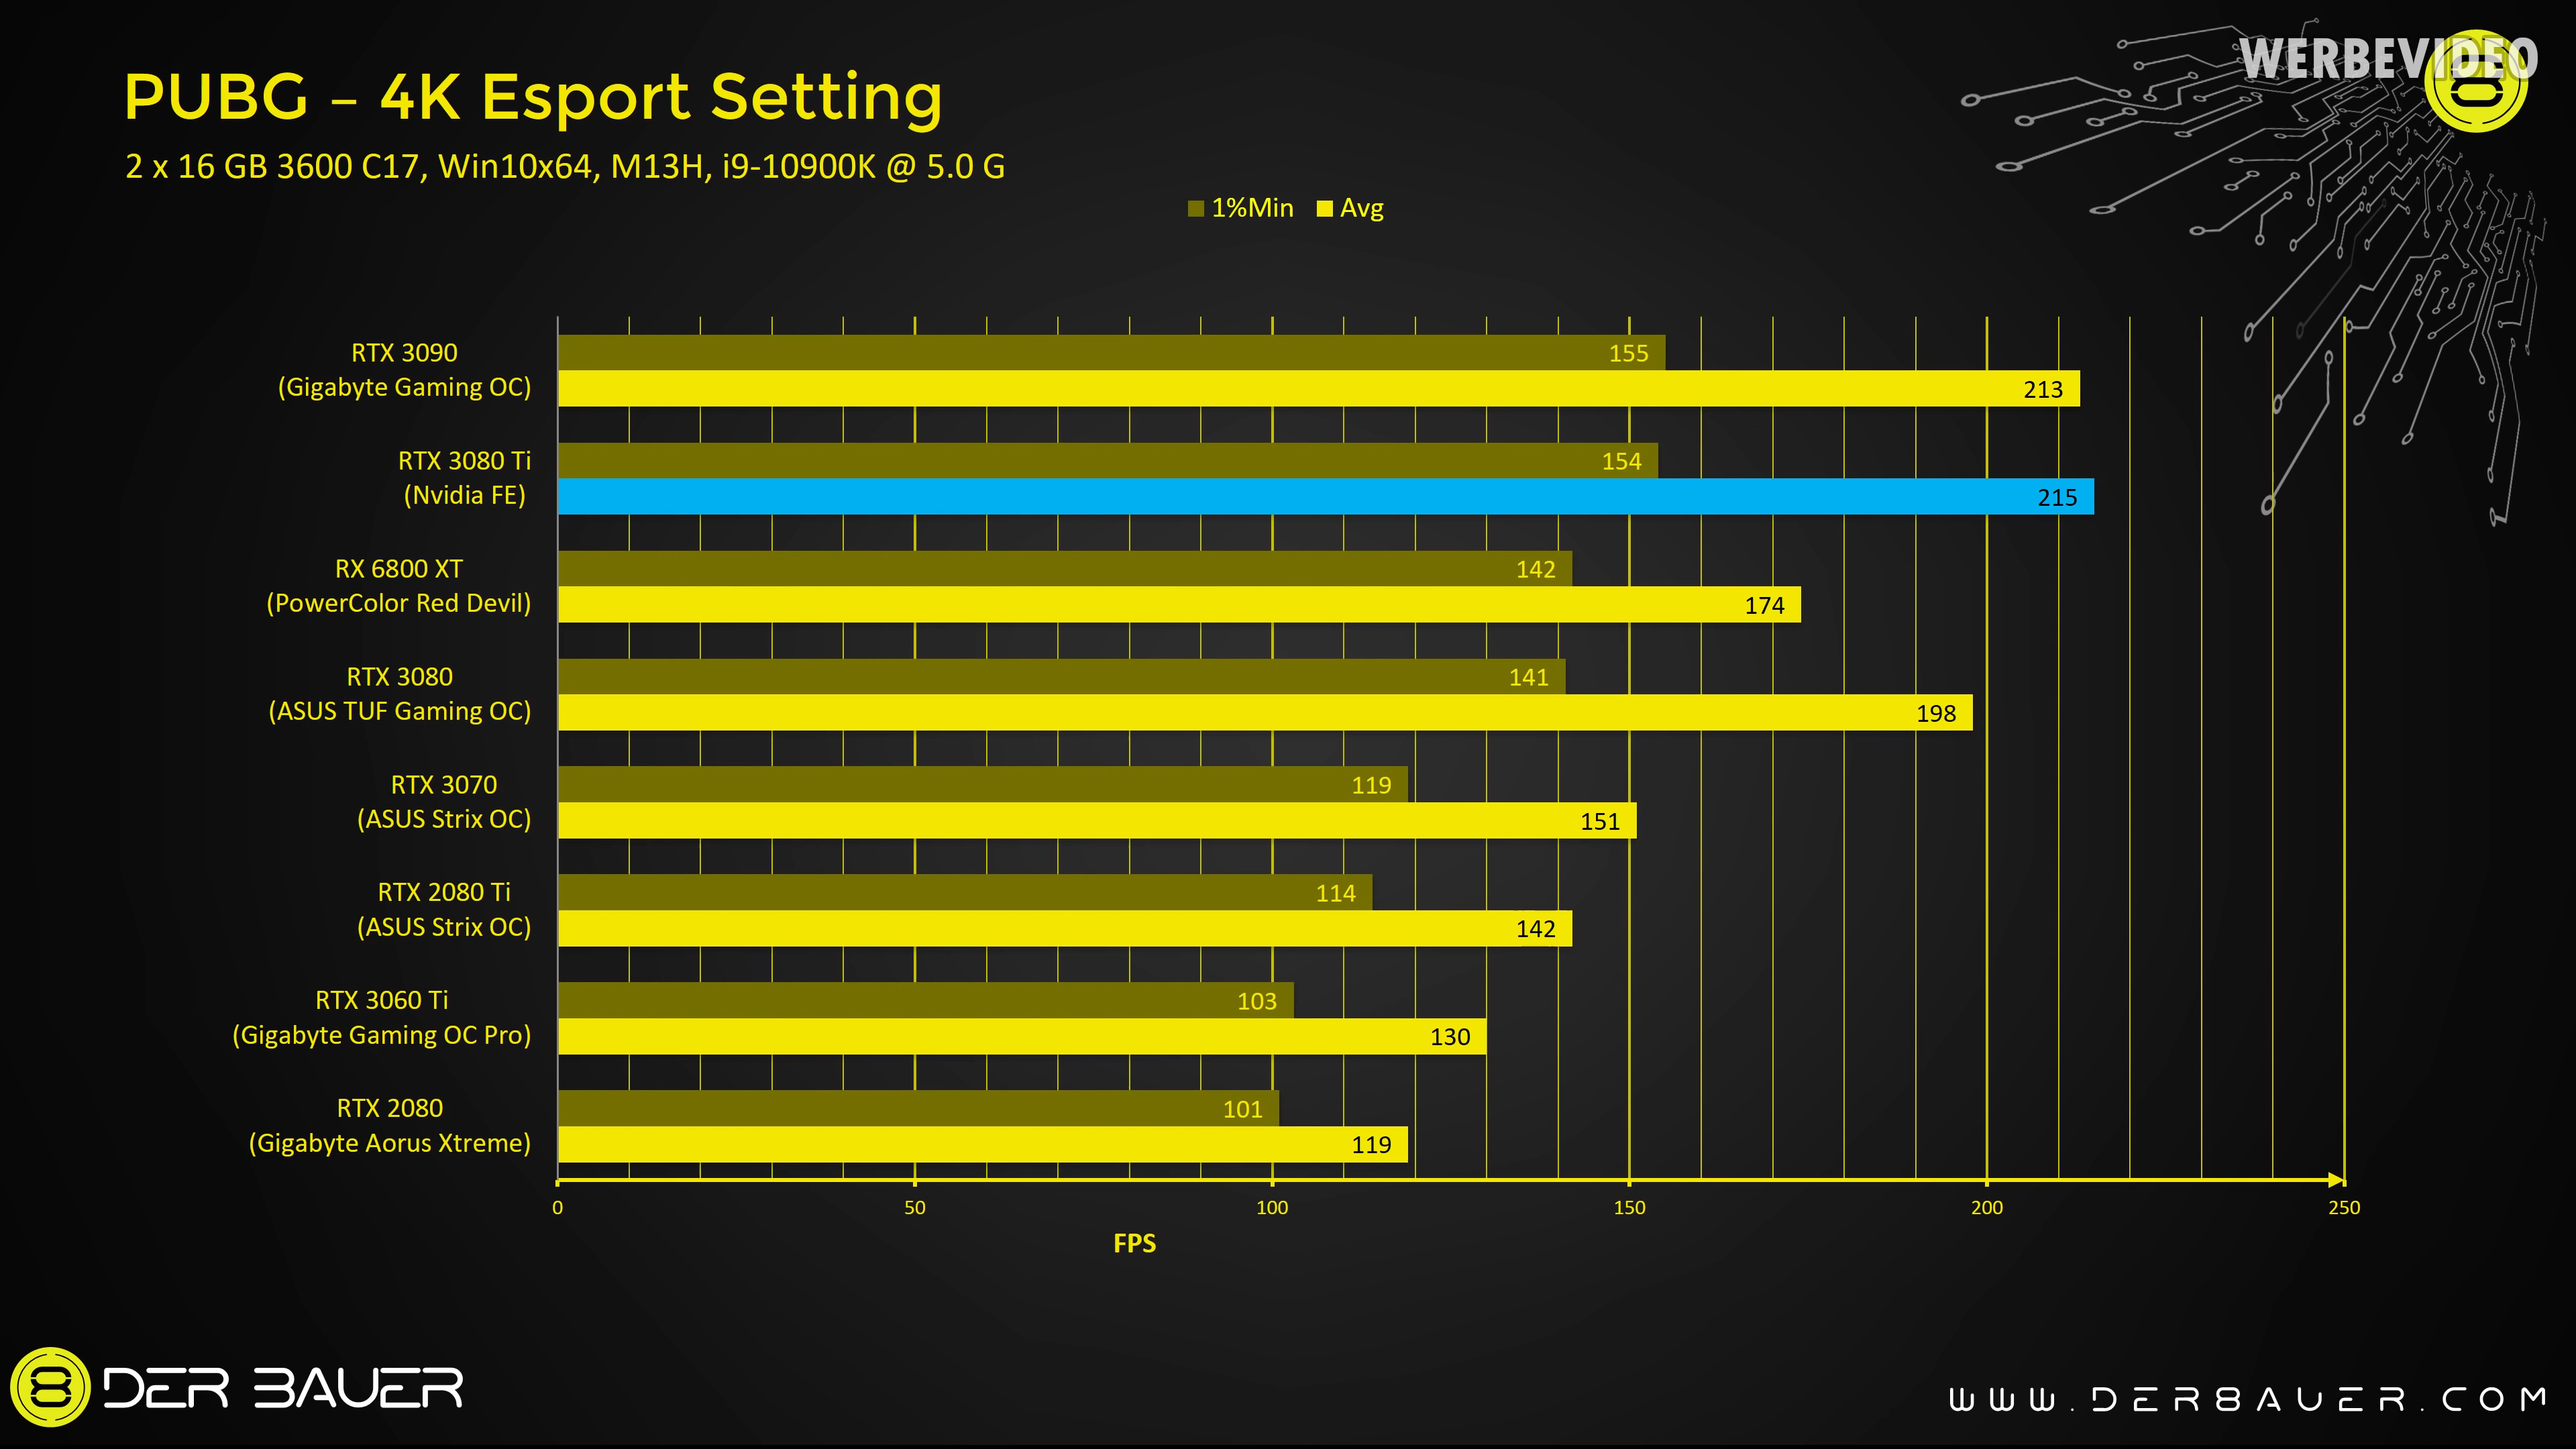 WERBEVIDEO
PUBG – 4K Esport Setting
2 x 16 GB 3600 C17, Win10x64, M13H, i9-10900K @ 5.0 G
1%Min Avg
RTX 3090
(Gigabyte Gaming OC)
155
213
RTX 3080 Ti
(Nvidia FE)
154
215
RX 6800 XT
(PowerColor Red Devil)
142
174
RTX 3080
(ASUS TUF Gaming OC)
141
198
RTX 3070
(ASUS Strix OC)
119
151
RTX 2080 Ti
(ASUS Strix OC)
114
142
RTX 3060 Ti
(Gigabyte Gaming OC Pro)
103
130
RTX 2080
(Gigabyte Aorus Xtreme)
101
119
0 50 100 150 200 250
FPS
DER 8AUER
WWW.DER8AUER.COM